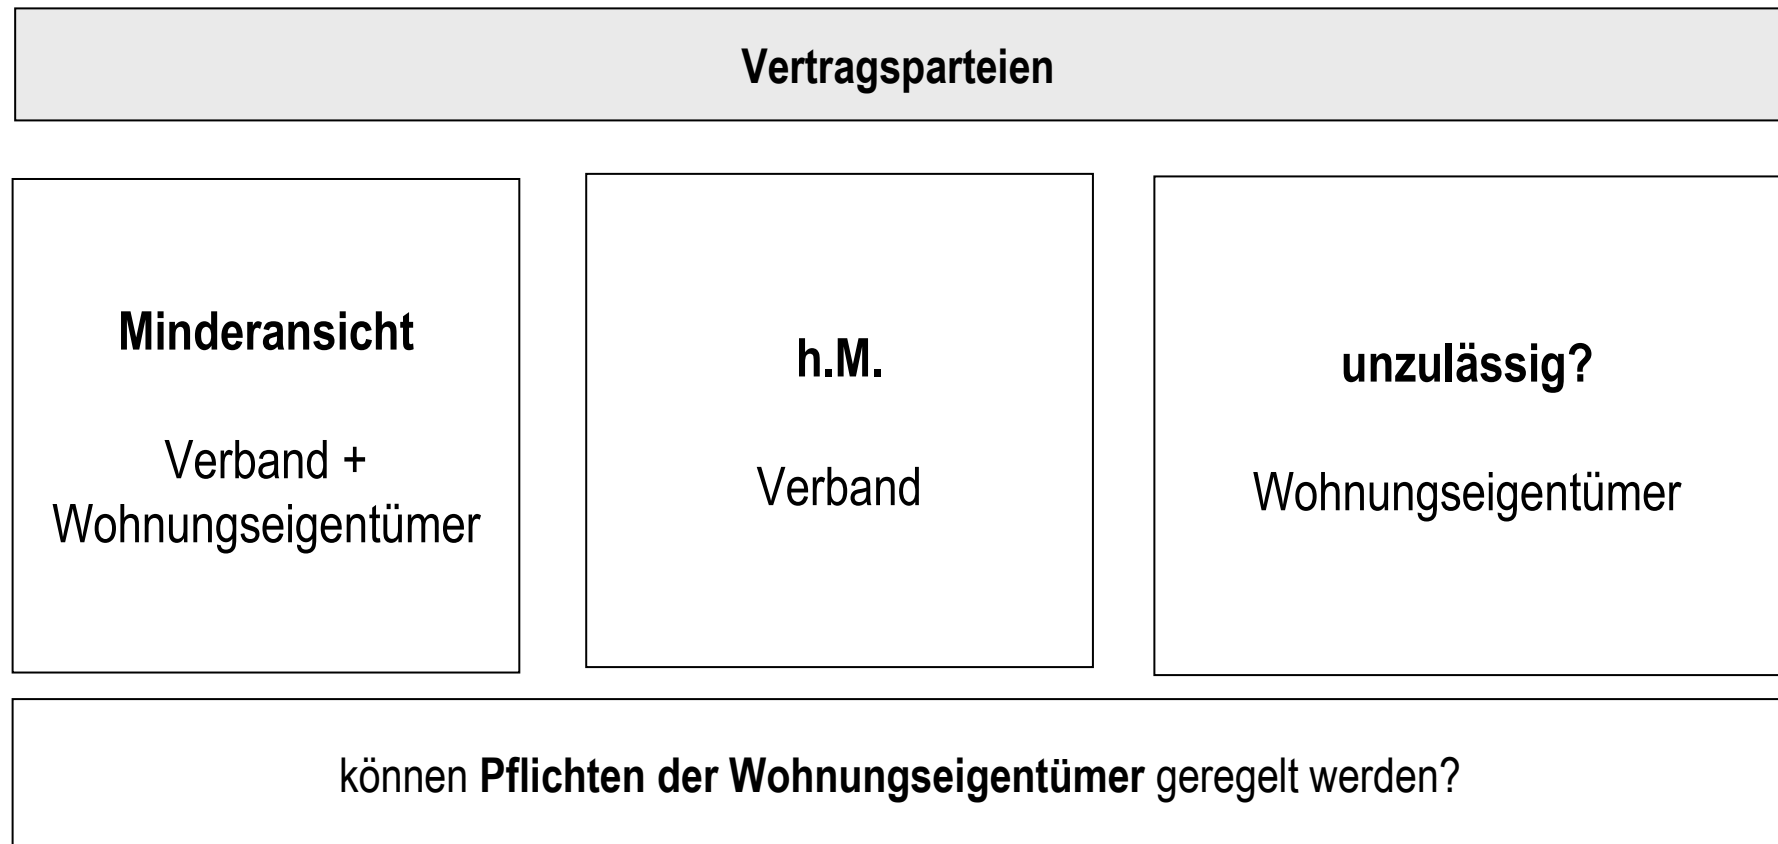 Vertragsparteien
Minderansicht
Verband +
Wohnungseigentümer
h.M.
Verband
unzulässig?
Wohnungseigentümer
können Pflichten der Wohnungseigentümer geregelt werden?